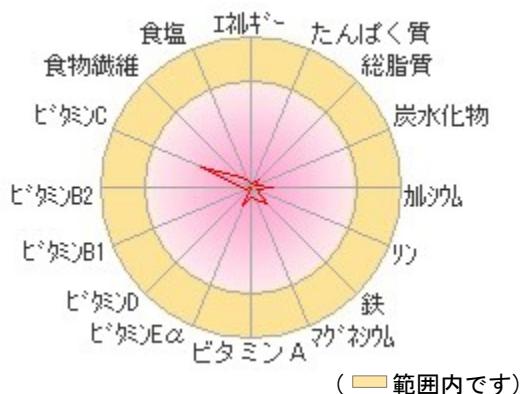 エネルギー
たんぱく質
総脂質
炭水化物
カルシウム
リン
鉄
マグネシウム
ビタミンA
ビタミンEα
ビタミンD
ビタミンB1
ビタミンB2
ビタミンC
食物繊維
食塩
( 範囲内です)